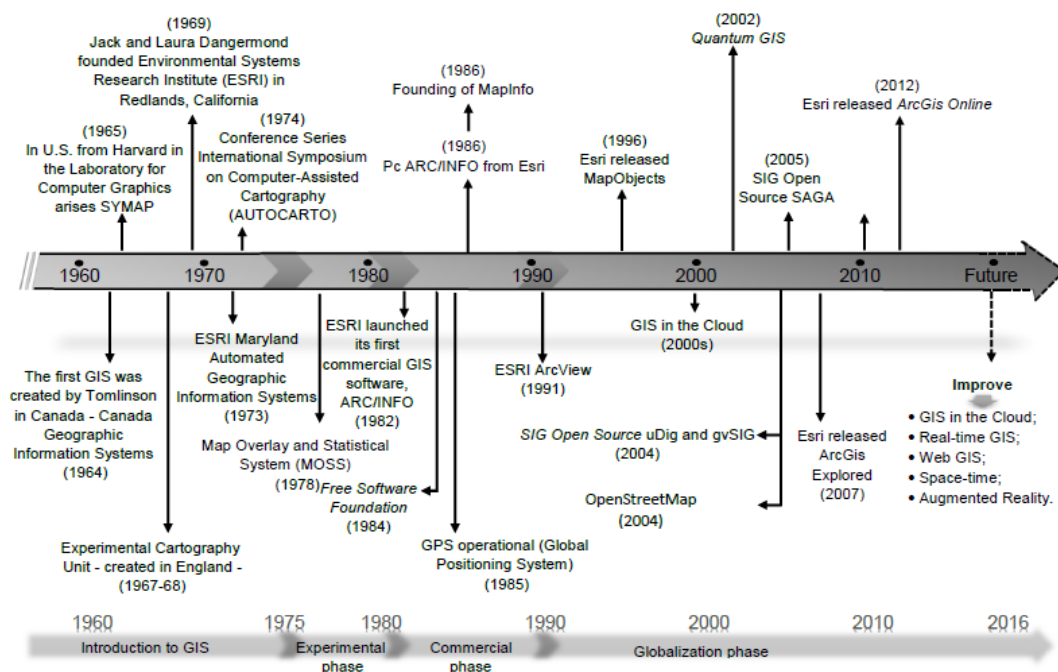 (1969)
Jack and Laura Dangermond
founded Environmental Systems
Research Institute (ESRI) in
Redlands, California
(1965)
In U.S. from Harvard in
the Laboratory for
Computer Graphics
arises SYMAP
(1974)
Conference Series
International Symposium
on Computer-Assisted
Cartography
(AUTOCARTO)
(1986)
Founding of MapInfo
(1986)
Pc ARC/INFO from Esri
(1996)
Esri released
MapObjects
(2002)
Quantum GIS
(2005)
SIG Open
Source SAGA
(2012)
Esri released ArcGis Online
1960 1970 1980 1990 2000 2010 Future
The first GIS was
created by Tomlinson
in Canada - Canada
Geographic
Information Systems
(1964)
Experimental Cartography
Unit - created in England -
(1967-68)
ESRI Maryland
Automated
Geographic
Information Systems
(1973)
Map Overlay and Statistical
System (MOSS)
(1978)
ESRI launched
its first
commercial GIS
software,
ARC/INFO
(1982)
Free Software
Foundation
(1984)
GPS operational (Global
Positioning System)
(1985)
ESRI ArcView
(1991)
GIS in the Cloud
(2000s)
SIG Open Source uDig and gvSIG
(2004)
OpenStreetMap
(2004)
Esri released
ArcGis
Explored
(2007)
Improve
• GIS in the Cloud;
• Real-time GIS;
• Web GIS;
• Space-time;
• Augmented Reality.
1960 1975 1980 1990 2000 2010 2016
Introduction to GIS
Experimental
phase
Commercial
phase
Globalization phase